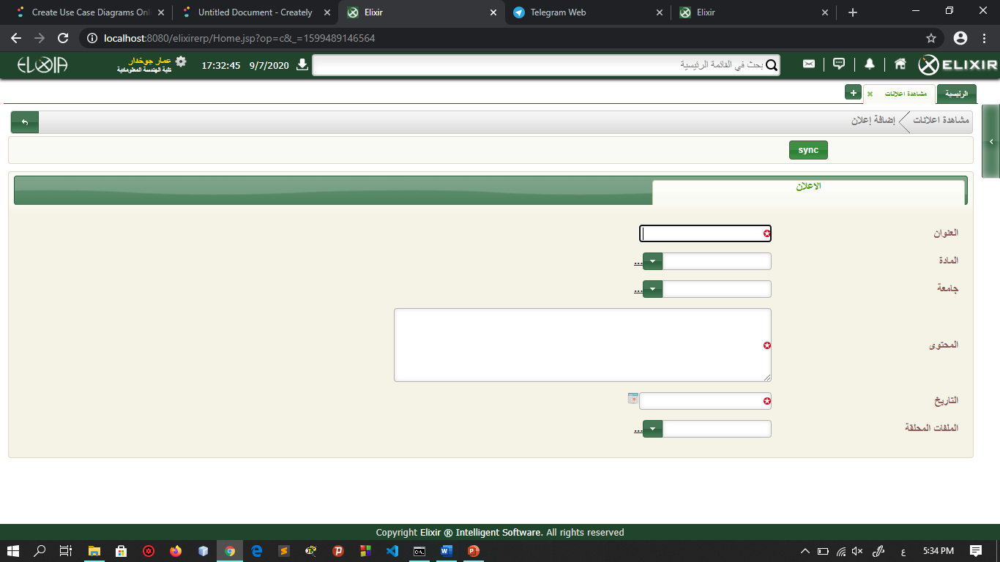 Create Use Case Diagrams Onl
Untitled Document - Creately
Elixir
Telegram Web
Elixir
localhost:8080/elixirerp/Home.jsp?op=c&_=1599489146564
ELIXIR
بحث في القائمة الرئيسية
9/7/2020
17:32:45
عمار جوخدار
كلية الهندسة المعلوماتية
الرئيسية
مشاهدة اعلانات
مشاهدة اعلانات
إضافة إعلان
sync
الاعلان
العنوان
المادة
...
جامعة
...
المحتوى
التاريخ
الملفات المحلقة
...
Copyright Elixir ® Intelligent Software. All rights reserved
ع
5:34 PM